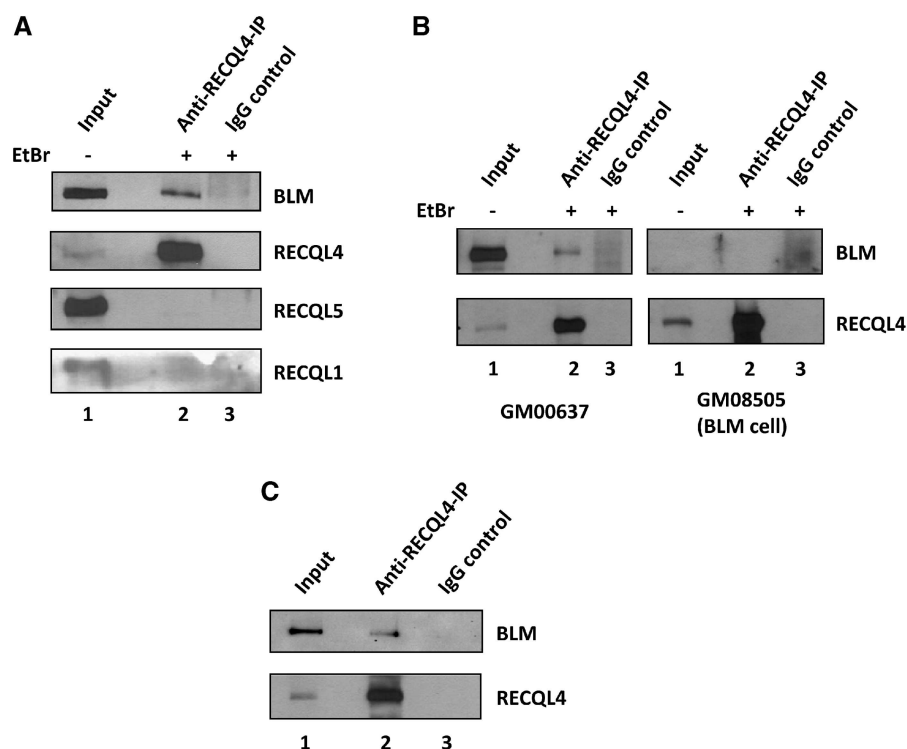 A
Input
Anti-RECQL4-IP
IgG control
EtBr - + +
BLM
RECQL4
RECQL5
RECQL1
1 2 3
B
Input
Anti-RECQL4-IP
IgG control
Input
Anti-RECQL4-IP
IgG control
EtBr - + + - + +
BLM
RECQL4
1 2 3 1 2 3
GM00637
GM08505
(BLM cell)
C
Input
Anti-RECQL4-IP
IgG control
BLM
RECQL4
1 2 3